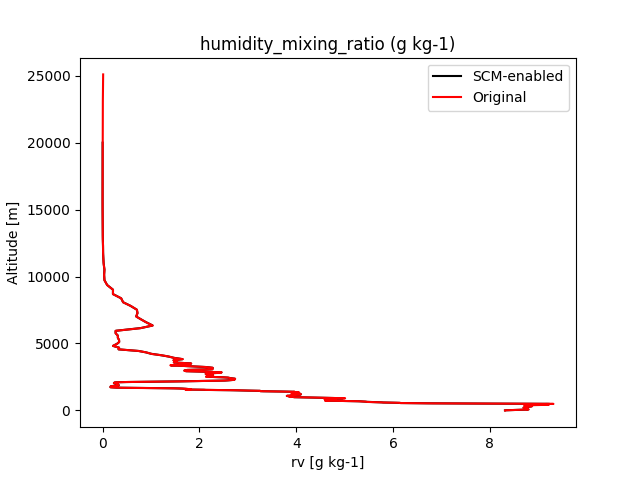 humidity_mixing_ratio (g kg-1)
SCM-enabled
Original
25000
20000
15000
10000
5000
0
Altitude [m]
0 2 4 6 8
rv [g kg-1]